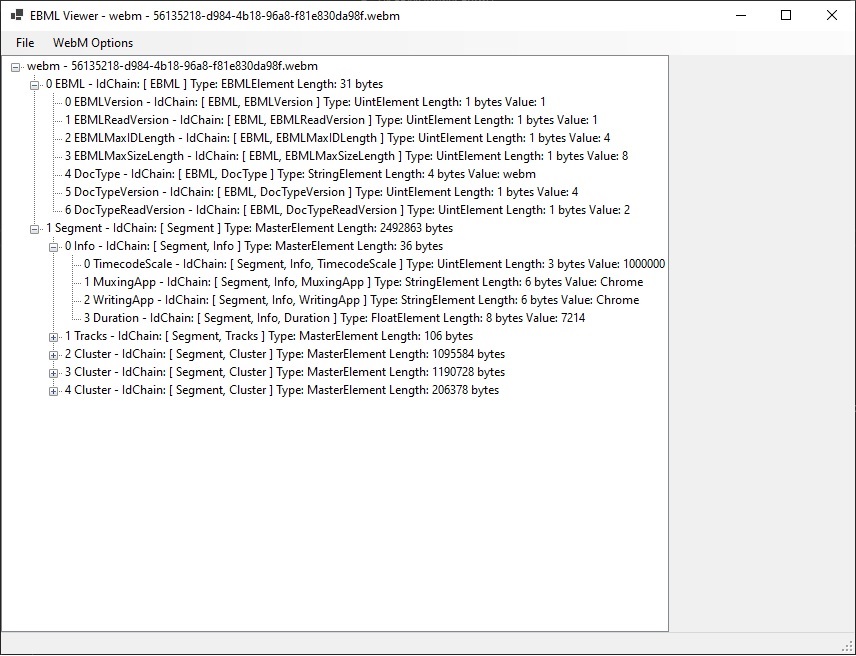 EBML Viewer - webm - 56135218-d984-4b18-96a8-f81e830da98f.webm
File WebM Options
webm - 56135218-d984-4b18-96a8-f81e830da98f.webm
0 EBML - IdChain: [ EBML ] Type: EBMLElement Length: 31 bytes
0 EBMLVersion - IdChain: [ EBML, EBMLVersion ] Type: UintElement Length: 1 bytes Value: 1
1 EBMLReadVersion - IdChain: [ EBML, EBMLReadVersion ] Type: UintElement Length: 1 bytes Value: 1
2 EBMLMaxIDLength - IdChain: [ EBML, EBMLMaxIDLength ] Type: UintElement Length: 1 bytes Value: 4
3 EBMLMaxSizeLength - IdChain: [ EBML, EBMLMaxSizeLength ] Type: UintElement Length: 1 bytes Value: 8
4 DocType - IdChain: [ EBML, DocType ] Type: StringElement Length: 4 bytes Value: webm
5 DocTypeVersion - IdChain: [ EBML, DocTypeVersion ] Type: UintElement Length: 1 bytes Value: 4
6 DocTypeReadVersion - IdChain: [ EBML, DocTypeReadVersion ] Type: UintElement Length: 1 bytes Value: 2
1 Segment - IdChain: [ Segment ] Type: MasterElement Length: 2492863 bytes
0 Info - IdChain: [ Segment, Info ] Type: MasterElement Length: 36 bytes
0 TimecodeScale - IdChain: [ Segment, Info, TimecodeScale ] Type: UintElement Length: 3 bytes Value: 1000000
1 MuxingApp - IdChain: [ Segment, Info, MuxingApp ] Type: StringElement Length: 6 bytes Value: Chrome
2 WritingApp - IdChain: [ Segment, Info, WritingApp ] Type: StringElement Length: 6 bytes Value: Chrome
3 Duration - IdChain: [ Segment, Info, Duration ] Type: FloatElement Length: 8 bytes Value: 7214
1 Tracks - IdChain: [ Segment, Tracks ] Type: MasterElement Length: 106 bytes
2 Cluster - IdChain: [ Segment, Cluster ] Type: MasterElement Length: 1095584 bytes
3 Cluster - IdChain: [ Segment, Cluster ] Type: MasterElement Length: 1190728 bytes
4 Cluster - IdChain: [ Segment, Cluster ] Type: MasterElement Length: 206378 bytes